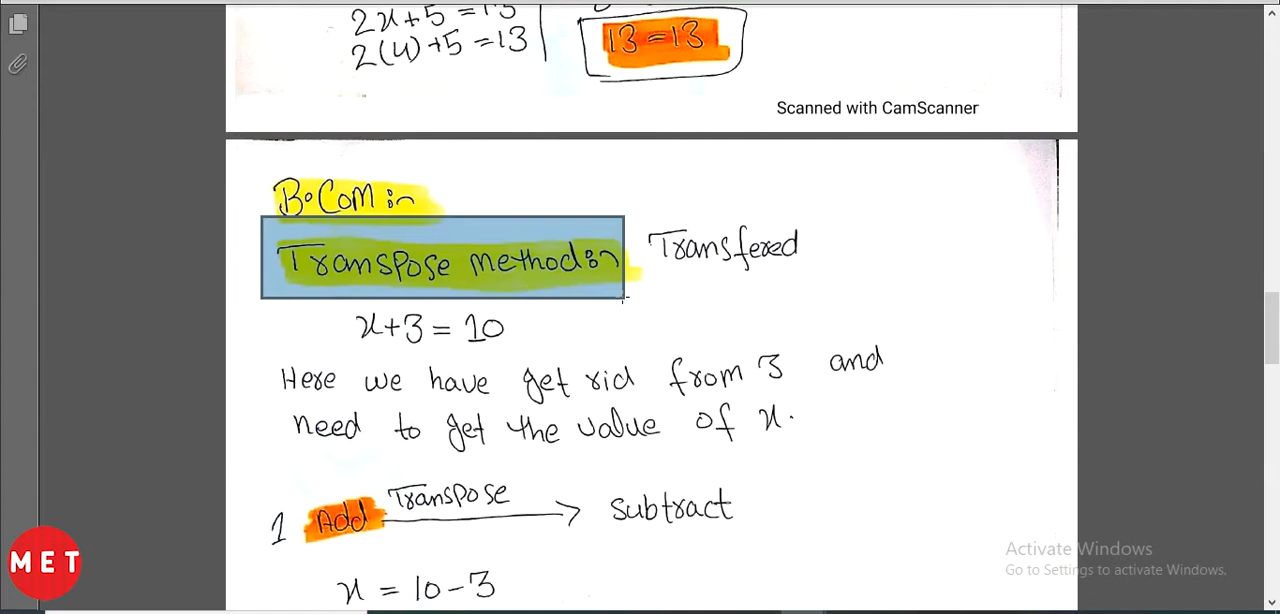 2x+5 =13
2(4)+5 =13
13 =13
Scanned with CamScanner
B.Com :-
Transpose method:- Transfered
x+3 = 10
Here we have get rid from 3 and
need to get the value of x.
1 Add Transpose → subtract
x = 10-3
MET
Activate Windows
Go to Settings to activate Windows.